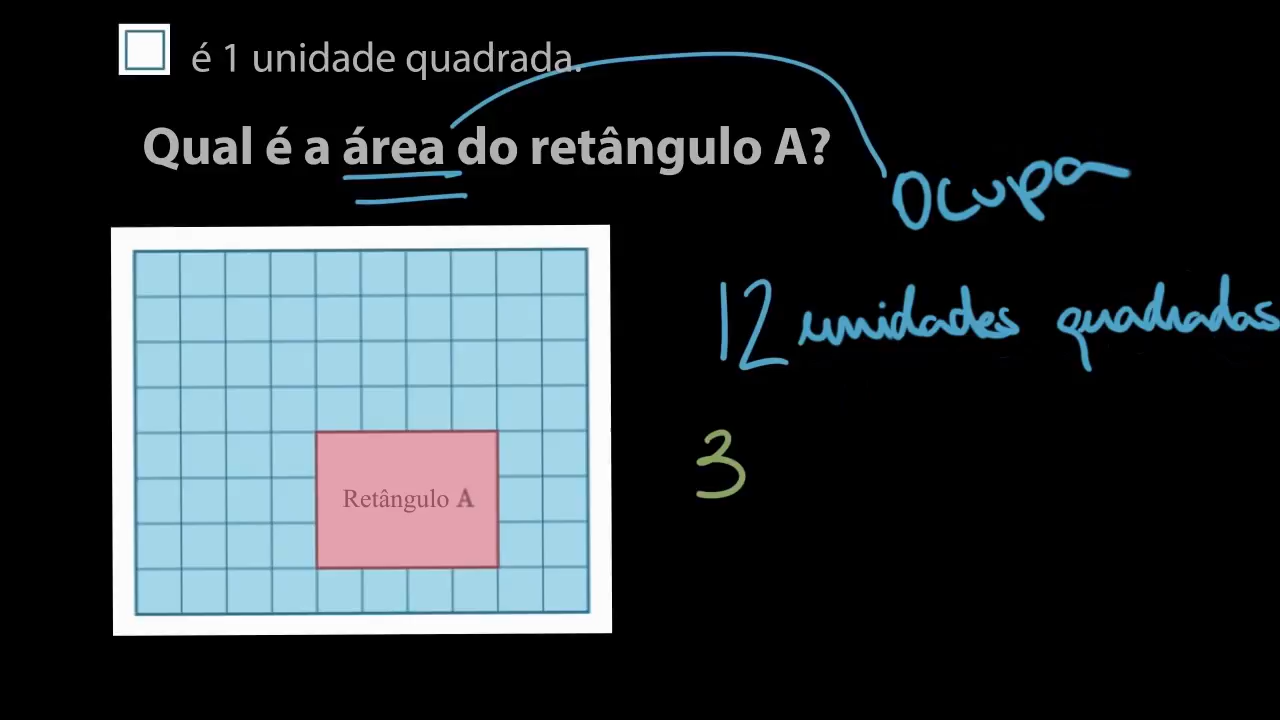 é 1 unidade quadrada.
Qual é a área do retângulo A?
Ocupa
12 unidades quadradas
3
Retângulo A